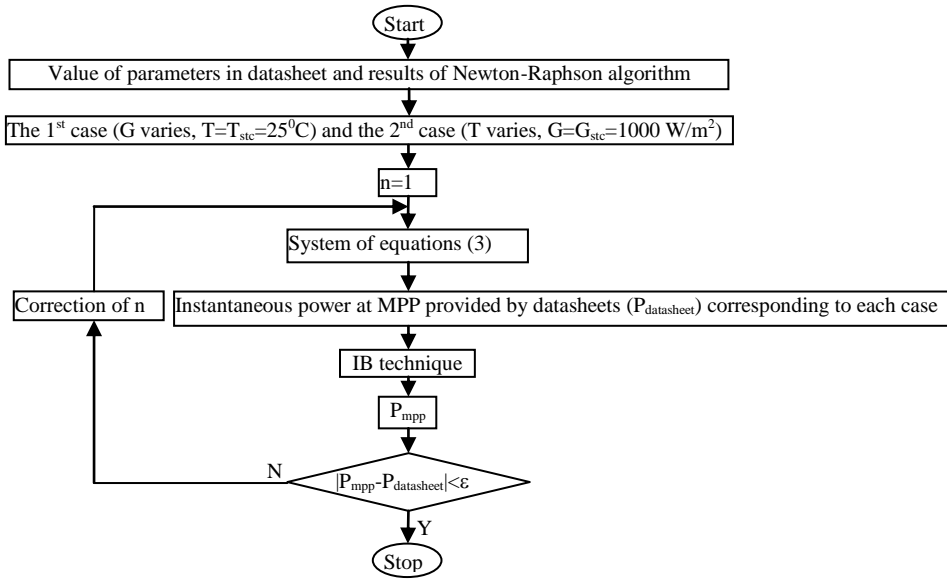 Start
Value of parameters in datasheet and results of Newton-Raphson algorithm
The 1st case (G varies, T=Tstc=25⁰C) and the 2nd case (T varies, G=Gstc=1000 W/m²)
n=1
System of equations (3)
Correction of n
Instantaneous power at MPP provided by datasheets (Pdatasheet) corresponding to each case
IB technique
Pmpp
N
|Pmpp-Pdatasheet|<ε
Y
Stop